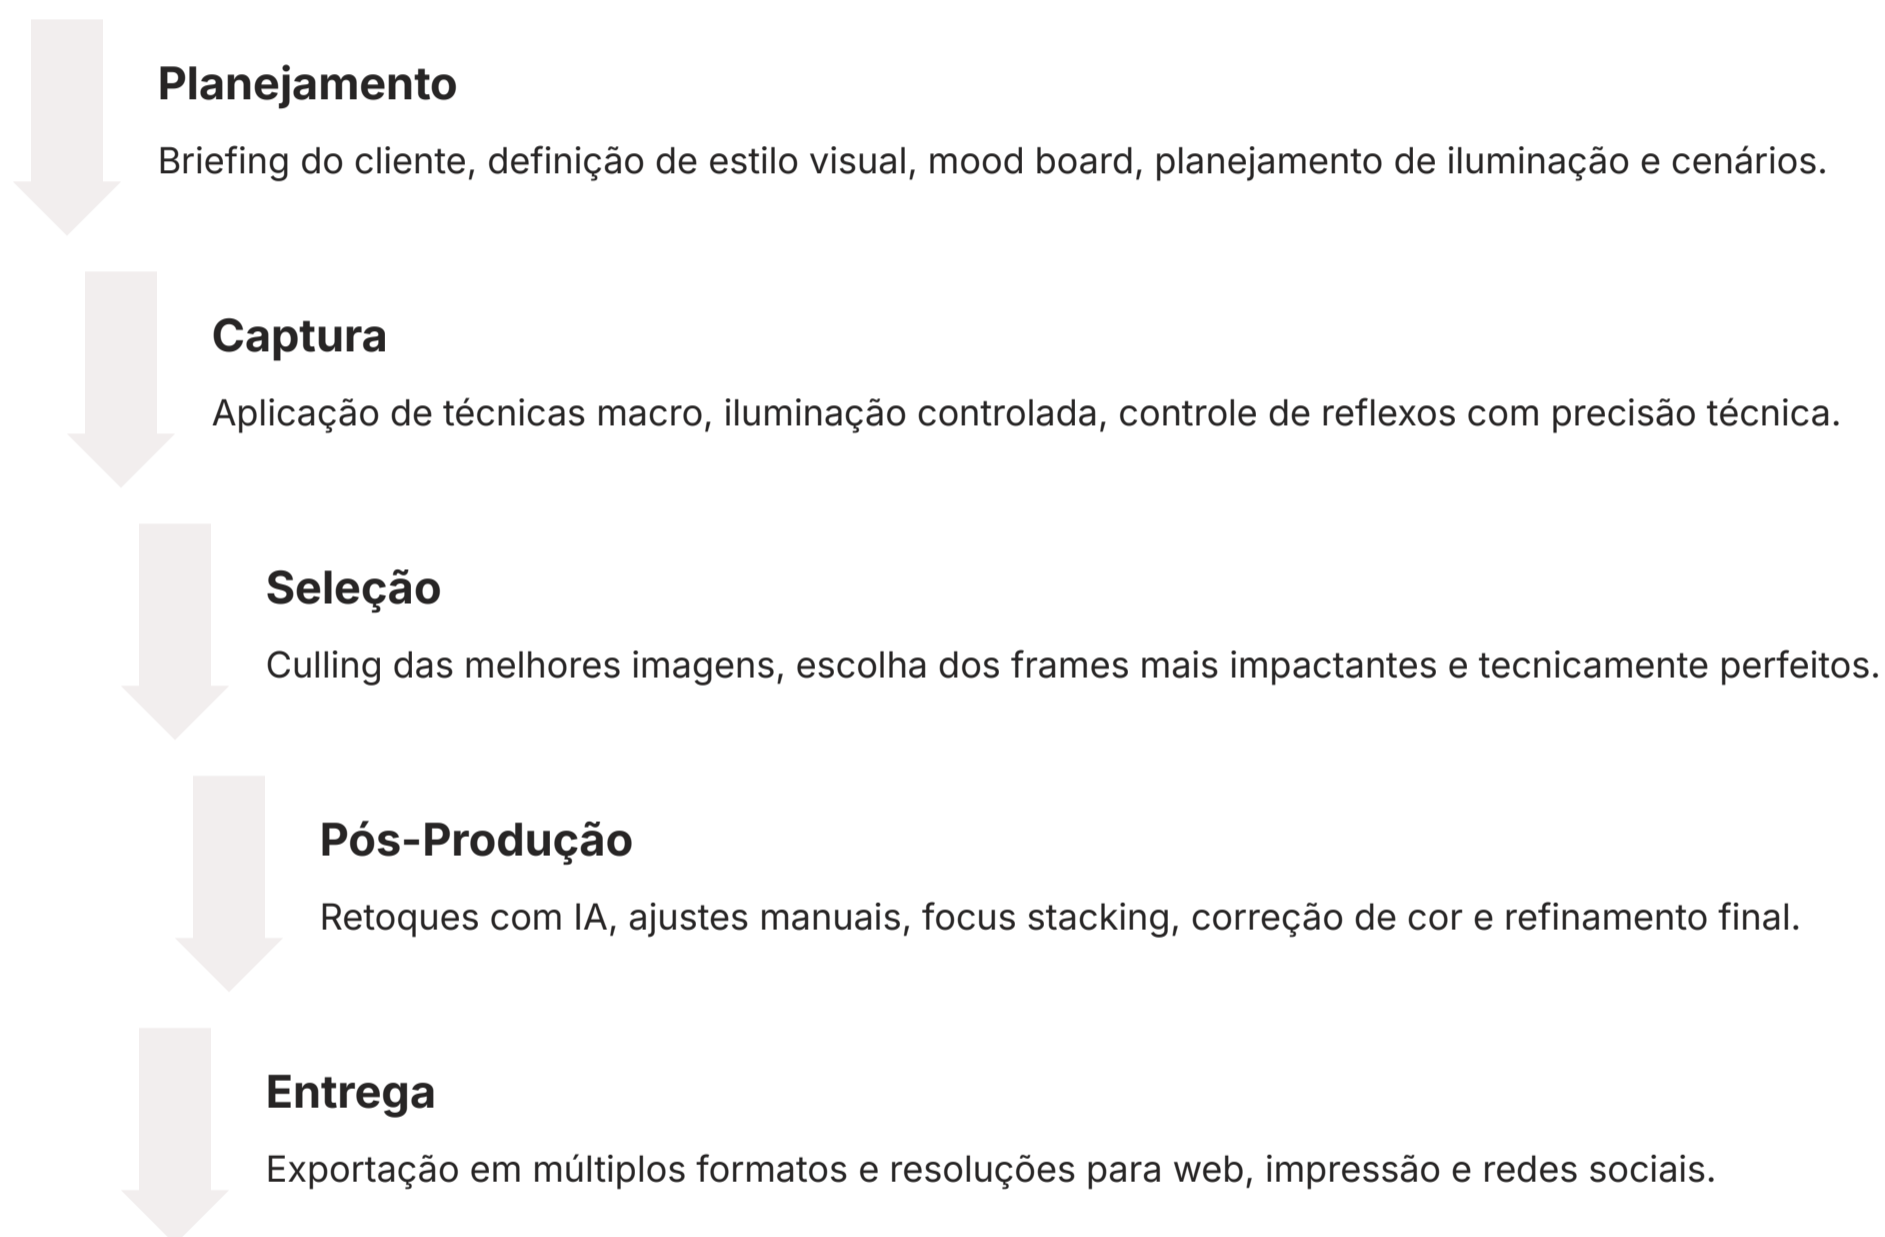 Planejamento
Briefing do cliente, definição de estilo visual, mood board, planejamento de iluminação e cenários.
Captura
Aplicação de técnicas macro, iluminação controlada, controle de reflexos com precisão técnica.
Seleção
Culling das melhores imagens, escolha dos frames mais impactantes e tecnicamente perfeitos.
Pós-Produção
Retoques com IA, ajustes manuais, focus stacking, correção de cor e refinamento final.
Entrega
Exportação em múltiplos formatos e resoluções para web, impressão e redes sociais.